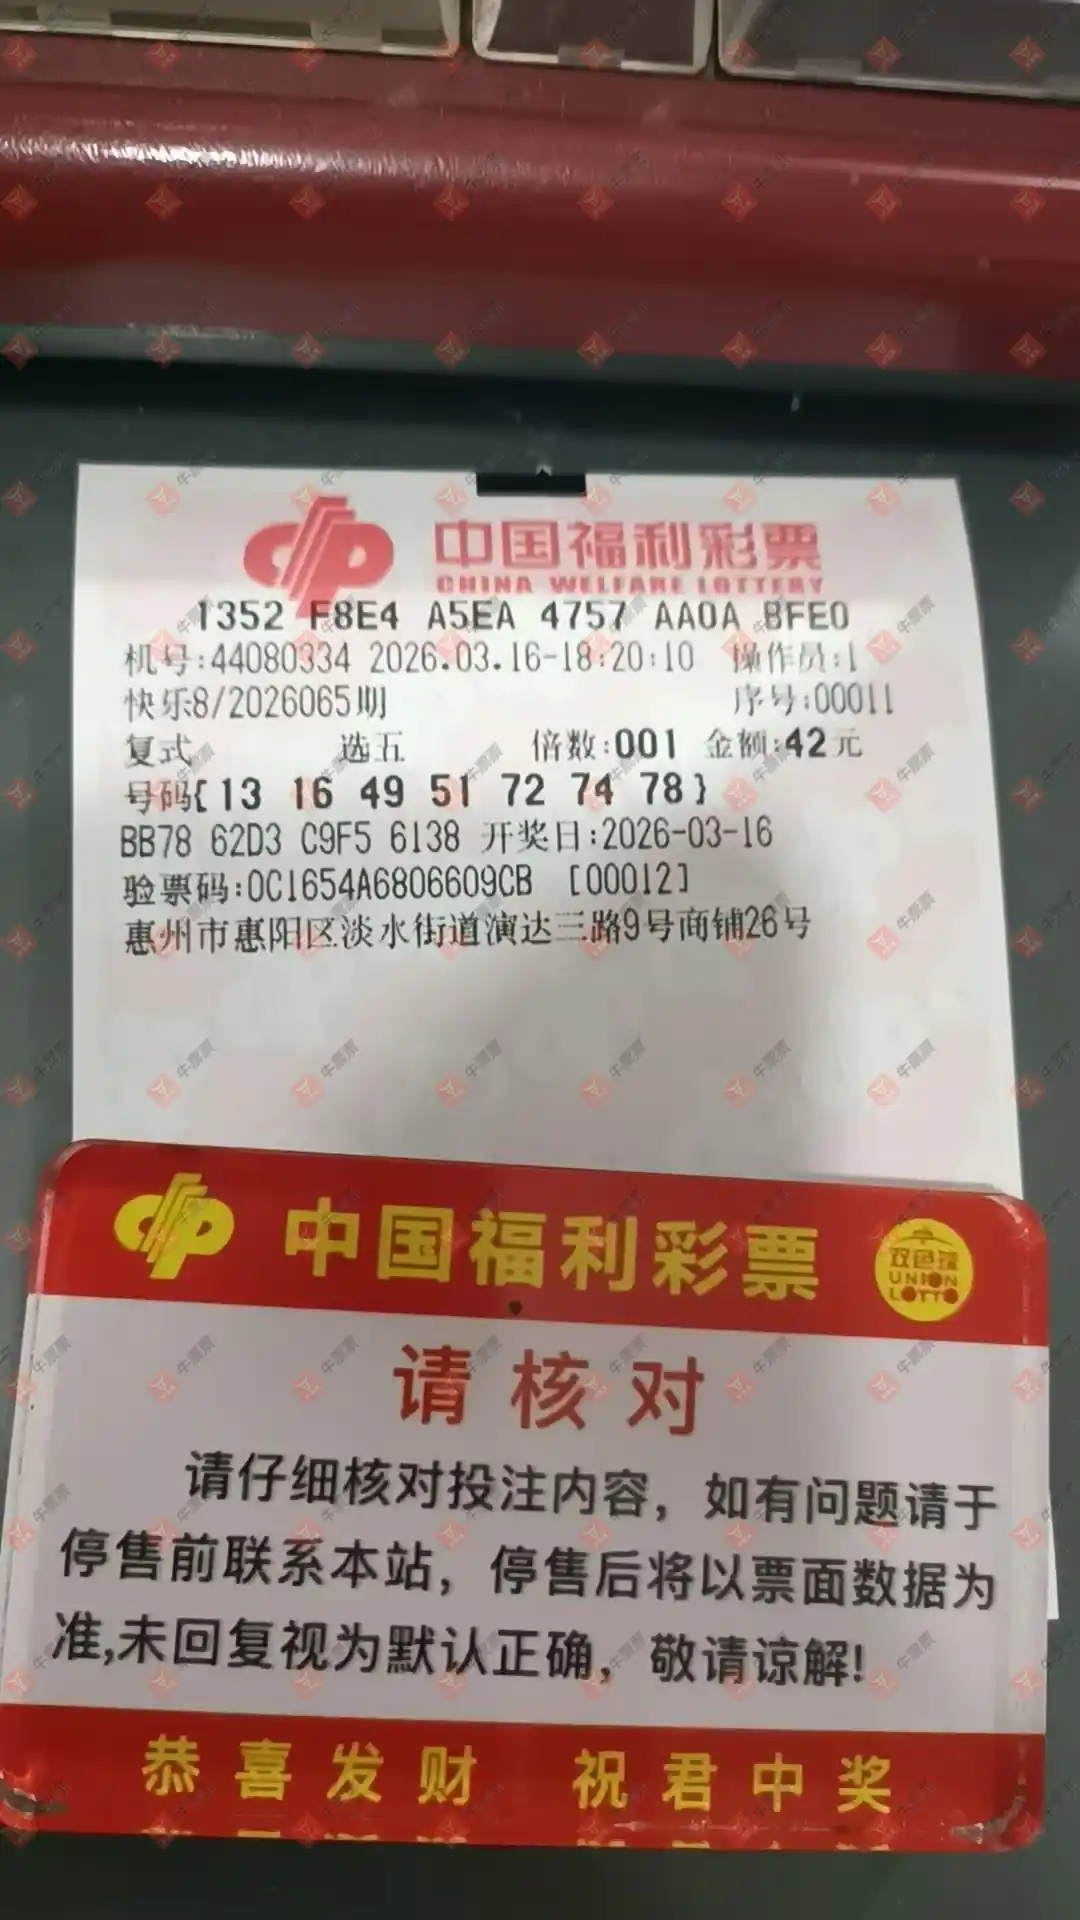 中国福利彩票
CHINA WELFARE LOTTERY
1352 F8E4 A5EA 4757 AA0A BFE0
机号:44080334 2026.03.16-18:20:10 操作员:1
快乐8/2026065期 序号:00011
复式 选五 倍数:001 金额:42元
号码{13 16 49 51 72 74 78}
BB78 62D3 C9F5 6138 开奖日:2026-03-16
验票码:0C1654A6806609CB [00012]
惠州市惠阳区淡水街道演达三路9号商铺26号
中国福利彩票
双色球
UNION
LOTTO
请核对
请仔细核对投注内容，如有问题请于
停售前联系本站，停售后将以票面数据为
准,未回复视为默认正确，敬请谅解!
恭喜发财 祝君中奖
牛票票